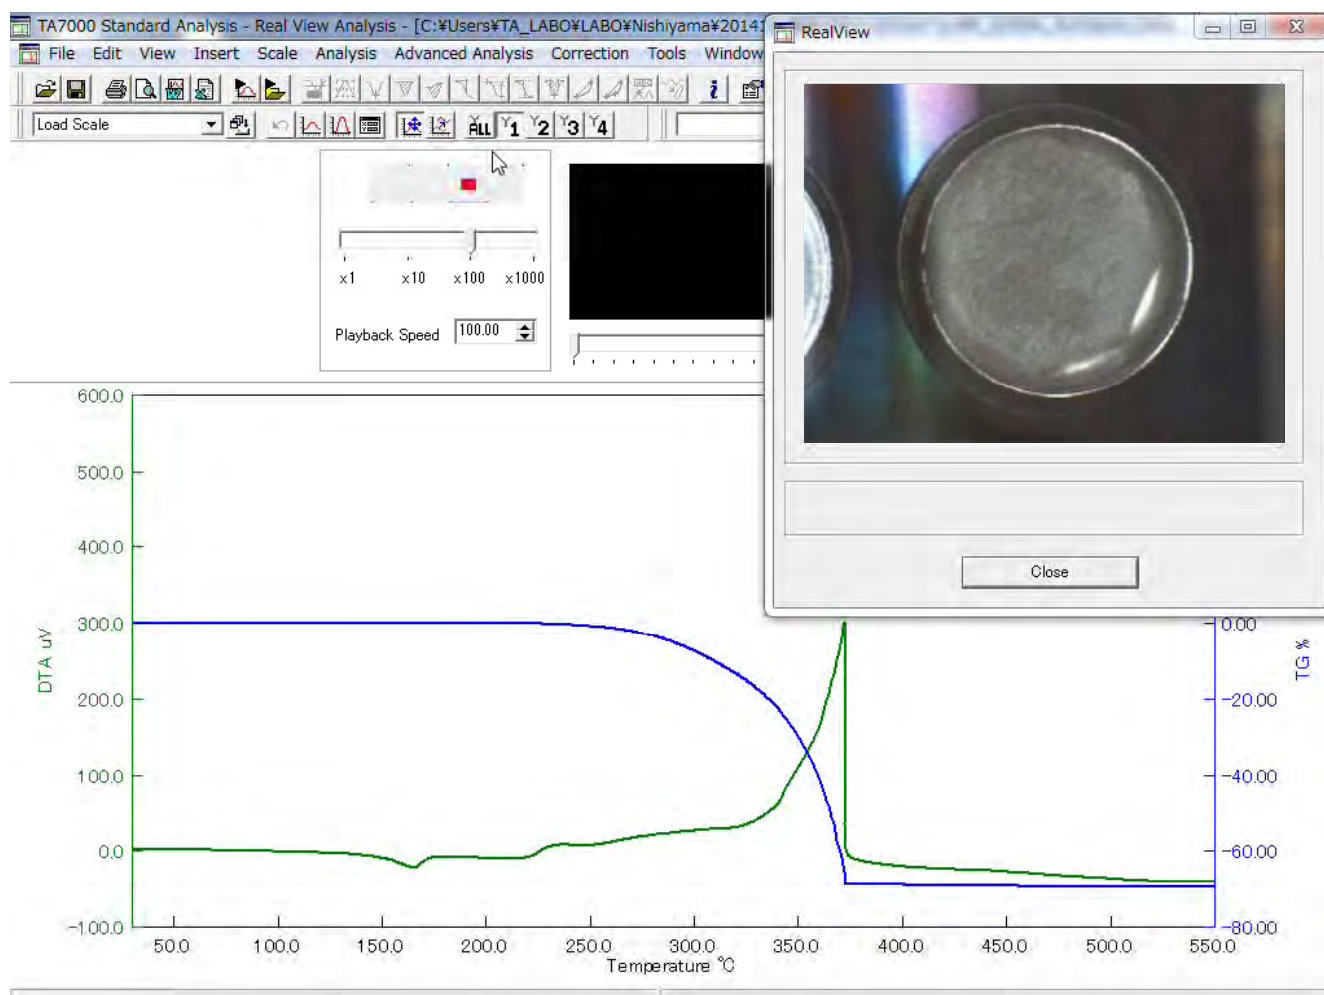 TA7000 Standard Analysis - Real View Analysis - [C:¥Users¥TA_LABO¥LABO¥Nishiyama¥20141
RealView
File Edit View Insert Scale Analysis Advanced Analysis Correction Tools Window
Load Scale
Y ALL Y1 Y2 Y3 Y4
x1 x10 x100 x1000
Playback Speed 100.00
Close
600.0
500.0
400.0
300.0
200.0
100.0
0.0
-100.0
DTA uV
0.00
-20.00
-40.00
-60.00
-80.00
TG %
50.0 100.0 150.0 200.0 250.0 300.0 350.0 400.0 450.0 500.0 550.0
Temperature °C